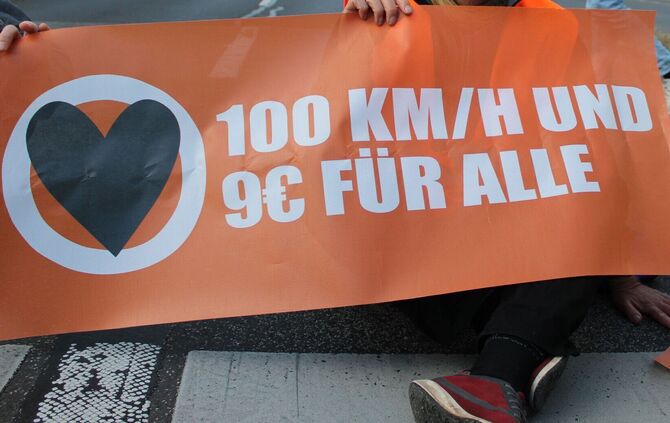 100 KM/H UND
9€ FÜR ALLE